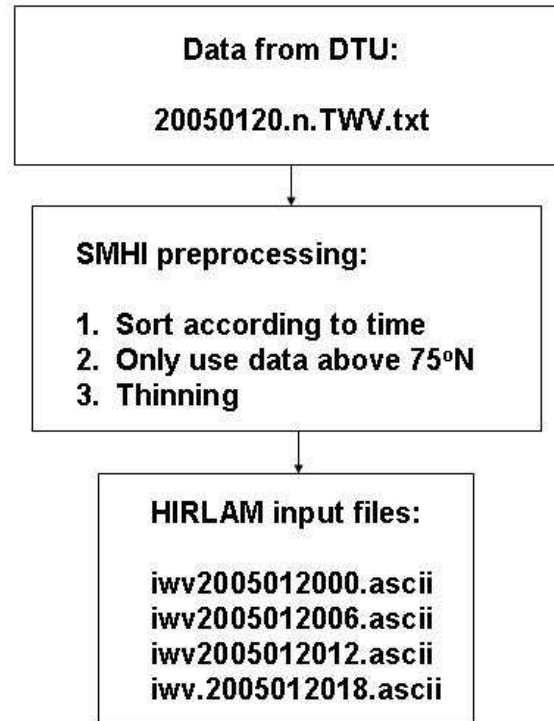 Data from DTU:
20050120.n.TWV.txt
SMHI preprocessing:
1. Sort according to time
2. Only use data above 75ºN
3. Thinning
HIRLAM input files:
iwv2005012000.ascii
iwv2005012006.ascii
iwv2005012012.ascii
iwv.2005012018.ascii